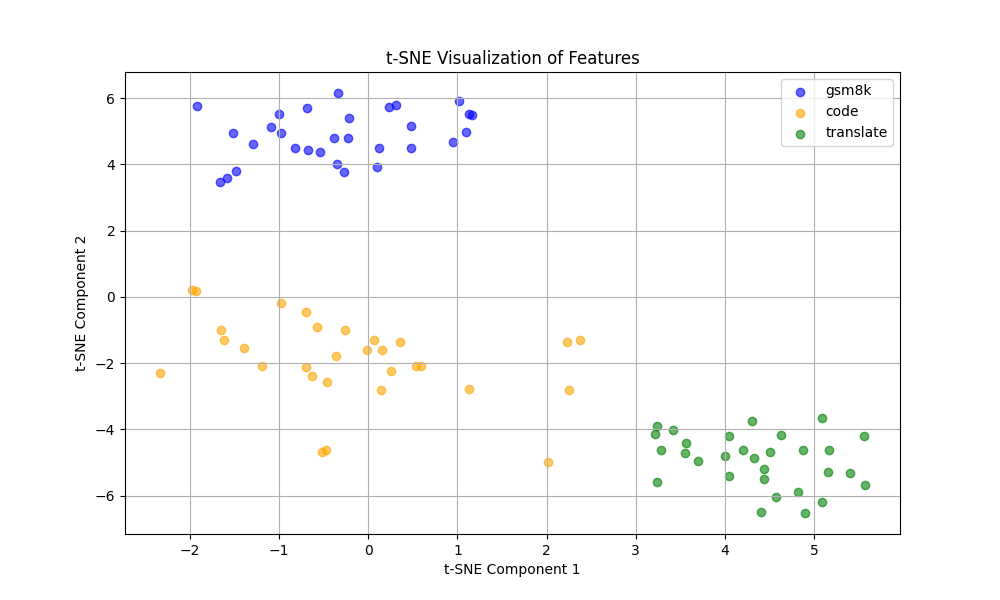 t-SNE Visualization of Features
gsm8k
code
translate
t-SNE Component 2
6
4
2
0
−2
−4
−6
−2
−1
0
1
2
3
4
5
t-SNE Component 1